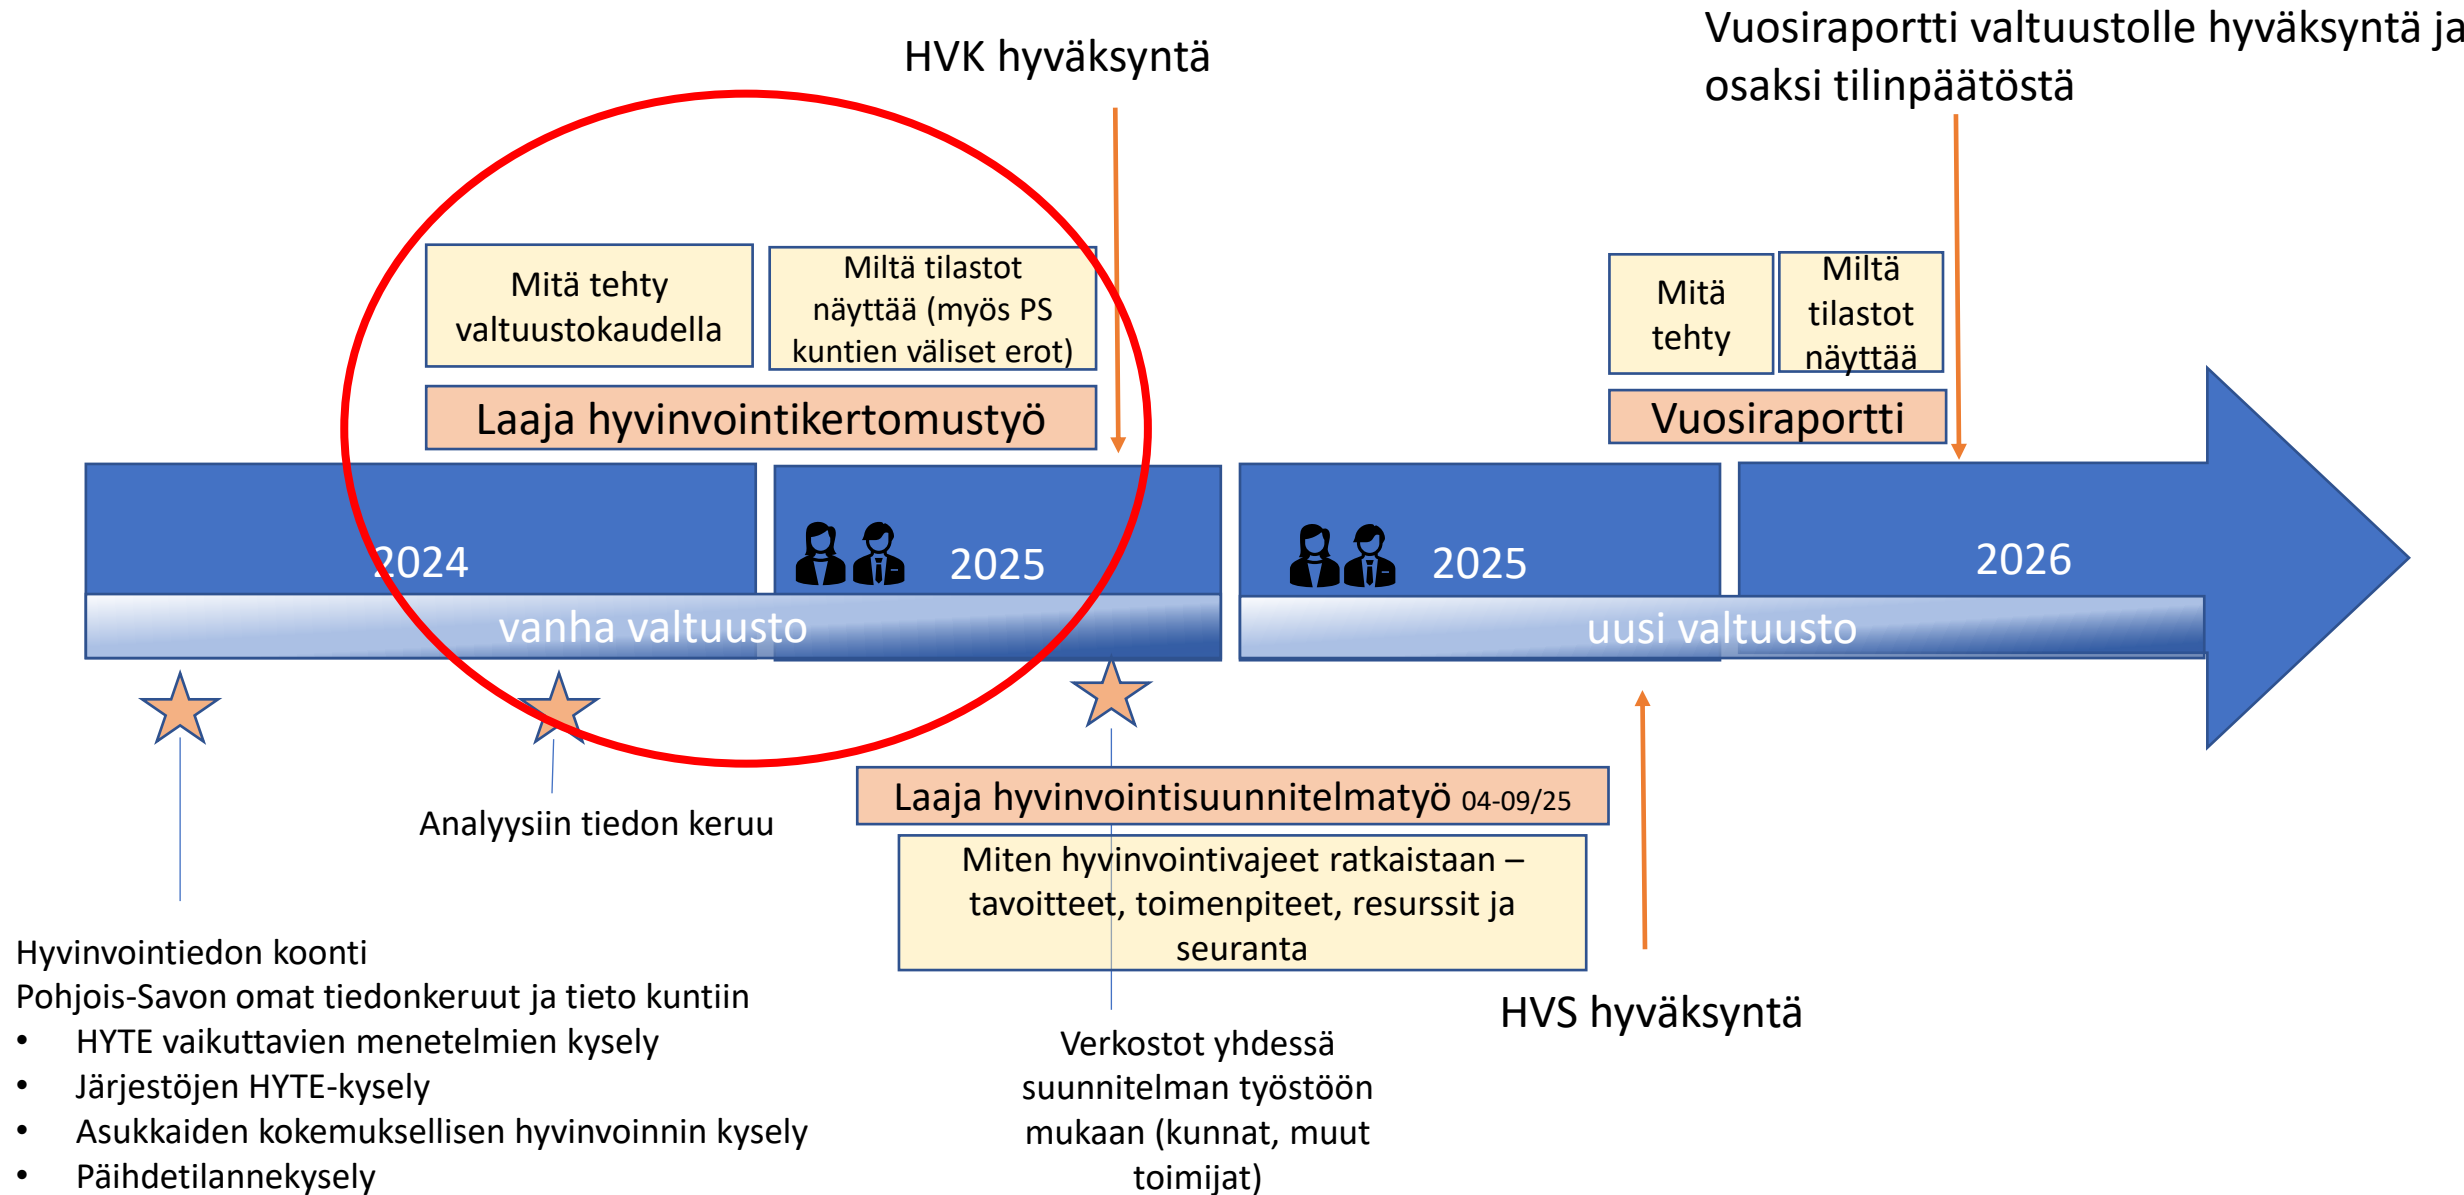 HVK hyväksyntä
Vuosiraportti valtuustolle hyväksyntä ja
osaksi tilinpäätöstä
Mitä tehty
valtuustokaudella
Miltä tilastot
näyttää (myös PS
kuntien väliset erot)
Laaja hyvinvointikertomustyö
Mitä
tehty
Miltä
tilastot
näyttää
Vuosiraportti
2024
2025
2025
2026
vanha valtuusto
uusi valtuusto
Analyysiin tiedon keruu
Laaja hyvinvointisuunnitelmatyö 04-09/25
Miten hyvinvointivajeet ratkaistaan –
tavoitteet, toimenpiteet, resurssit ja
seuranta
HVS hyväksyntä
Hyvinvointiedon koonti
Pohjois-Savon omat tiedonkeruut ja tieto kuntiin
• HYTE vaikuttavien menetelmien kysely
• Järjestöjen HYTE-kysely
• Asukkaiden kokemuksellisen hyvinvoinnin kysely
• Päihdetilannekysely
Verkostot yhdessä
suunnitelman työstöön
mukaan (kunnat, muut
toimijat)